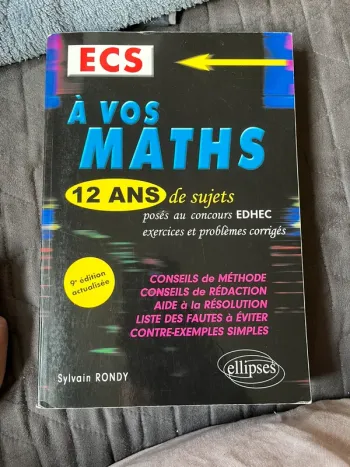 ECS
À VOS
MATHS
12 ANS de sujets
posés au concours EDHEC
exercices et problèmes corrigés
9e édition
actualisée
CONSEILS de MÉTHODE
CONSEILS de RÉDACTION
AIDE à la RÉSOLUTION
LISTE DES FAUTES à ÉVITER
CONTRE-EXEMPLES SIMPLES
ellipses
Sylvain RONDY